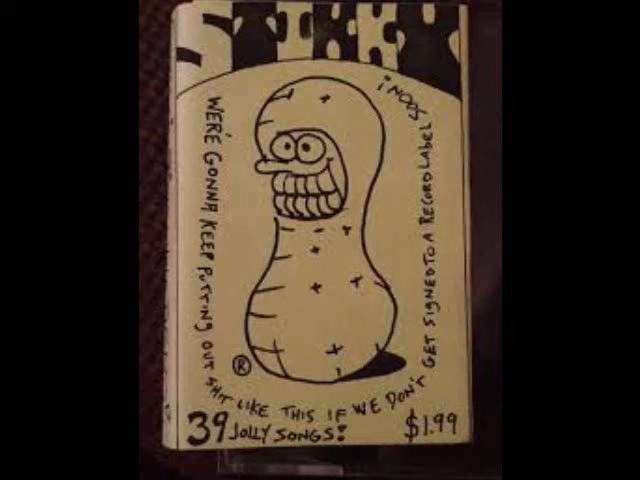 STIKKY
WE'RE GONNA KEEP PUTTING OUT SHIT LIKE THIS IF WE DON'T GET SIGNED TO A RECORD LABEL SOON!
®
39 JOLLY SONGS!
$1.99